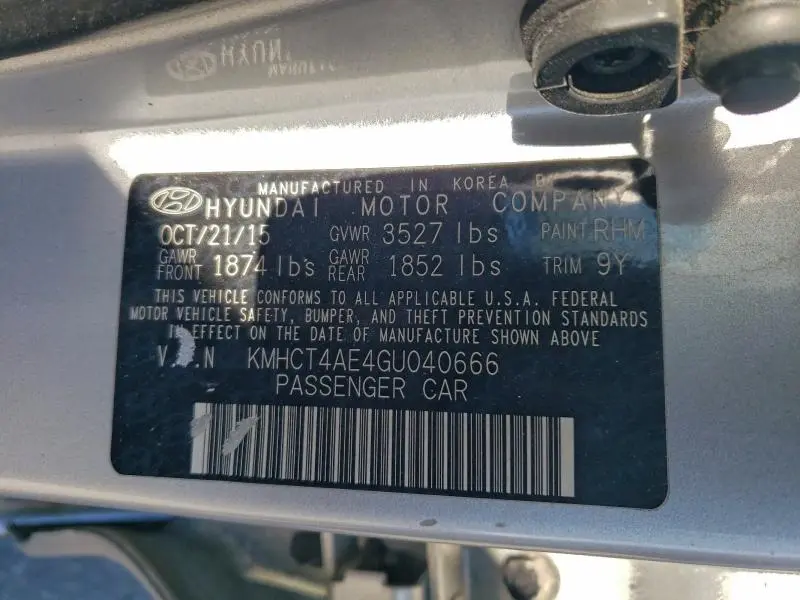 MANUFACTURED IN KOREA BY
HYUNDAI MOTOR COMPANY
OCT/21/15 GVWR 3527 lbs PAINT RHM
GAWR FRONT 1874 lbs GAWR REAR 1852 lbs TRIM 9Y
THIS VEHICLE CONFORMS TO ALL APPLICABLE U.S.A. FEDERAL
MOTOR VEHICLE SAFETY, BUMPER, AND THEFT PREVENTION STANDARDS
IN EFFECT ON THE DATE OF MANUFACTURE SHOWN ABOVE
V.I.N KMHCT4AE4GU040666
PASSENGER CAR